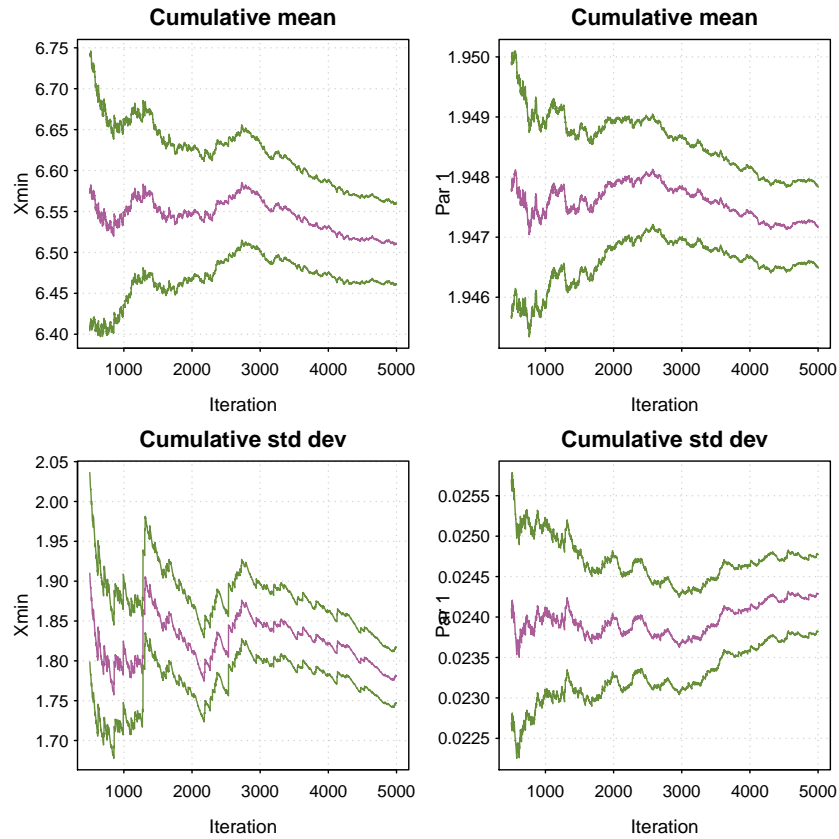 Cumulative mean
Xmin
6.75
6.70
6.65
6.60
6.55
6.50
6.45
6.40
1000 2000 3000 4000 5000
Iteration
Cumulative mean
Par 1
1.950
1.949
1.948
1.947
1.946
1000 2000 3000 4000 5000
Iteration
Cumulative std dev
Xmin
2.05
2.00
1.95
1.90
1.85
1.80
1.75
1.70
1000 2000 3000 4000 5000
Iteration
Cumulative std dev
Par 1
0.0255
0.0250
0.0245
0.0240
0.0235
0.0230
0.0225
1000 2000 3000 4000 5000
Iteration